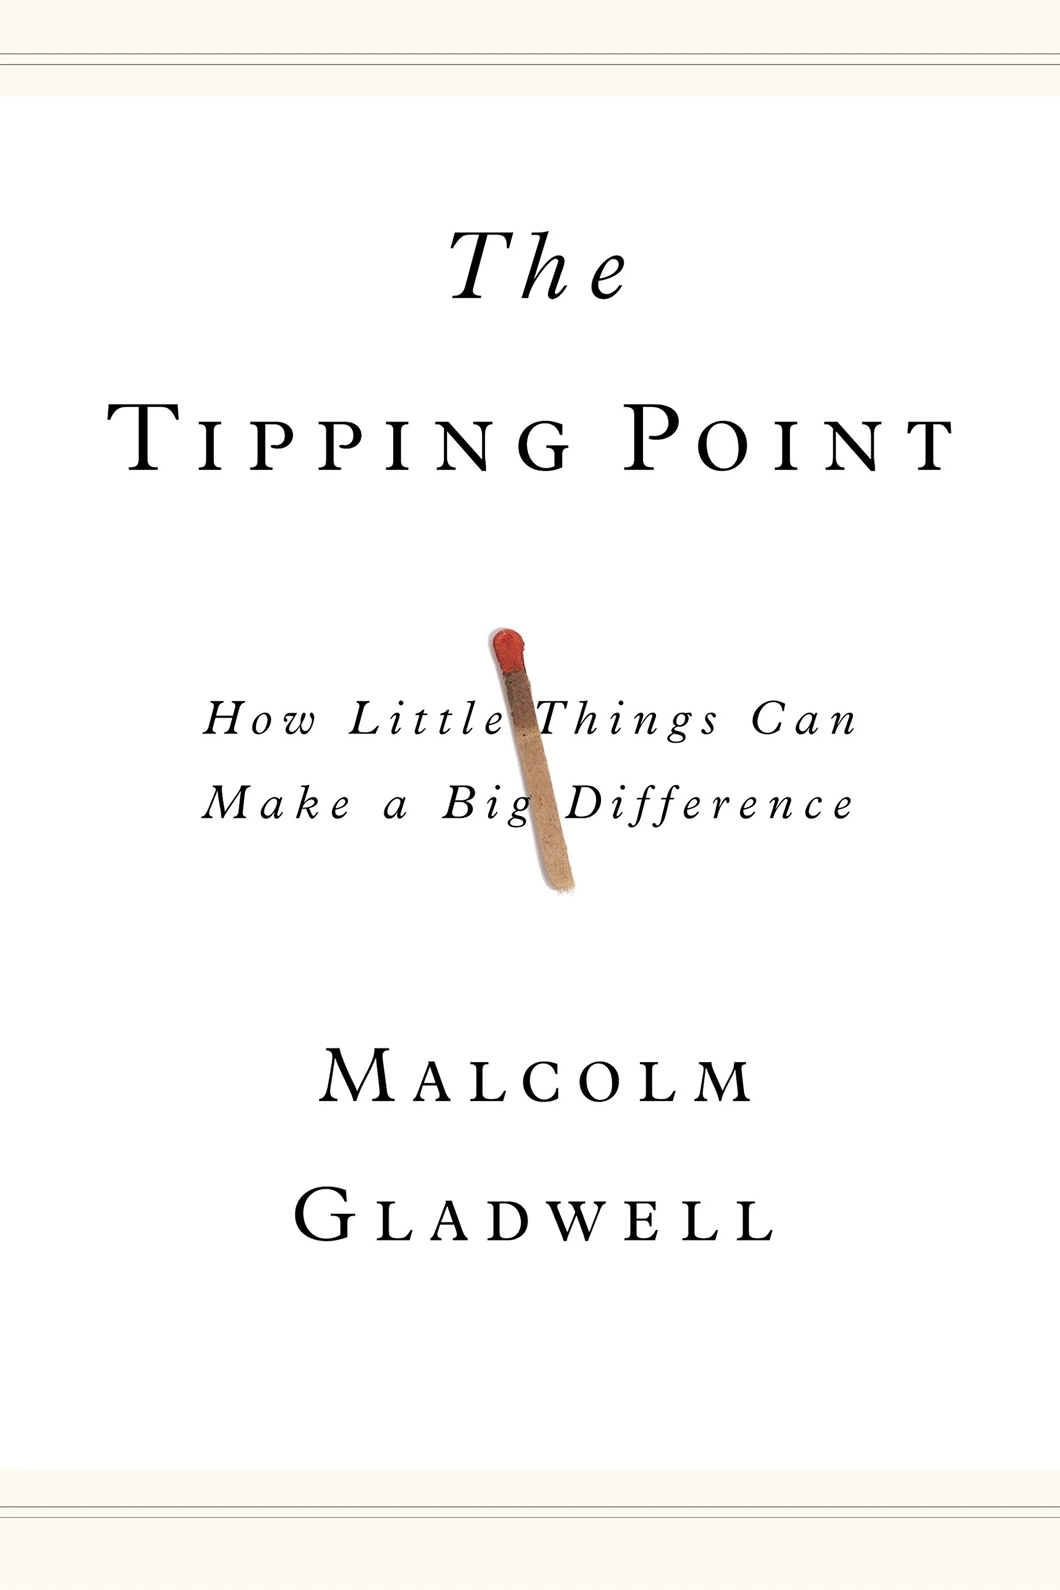 The
TIPPING POINT
How Little Things Can
Make a Big Difference
MALCOLM
GLADWELL